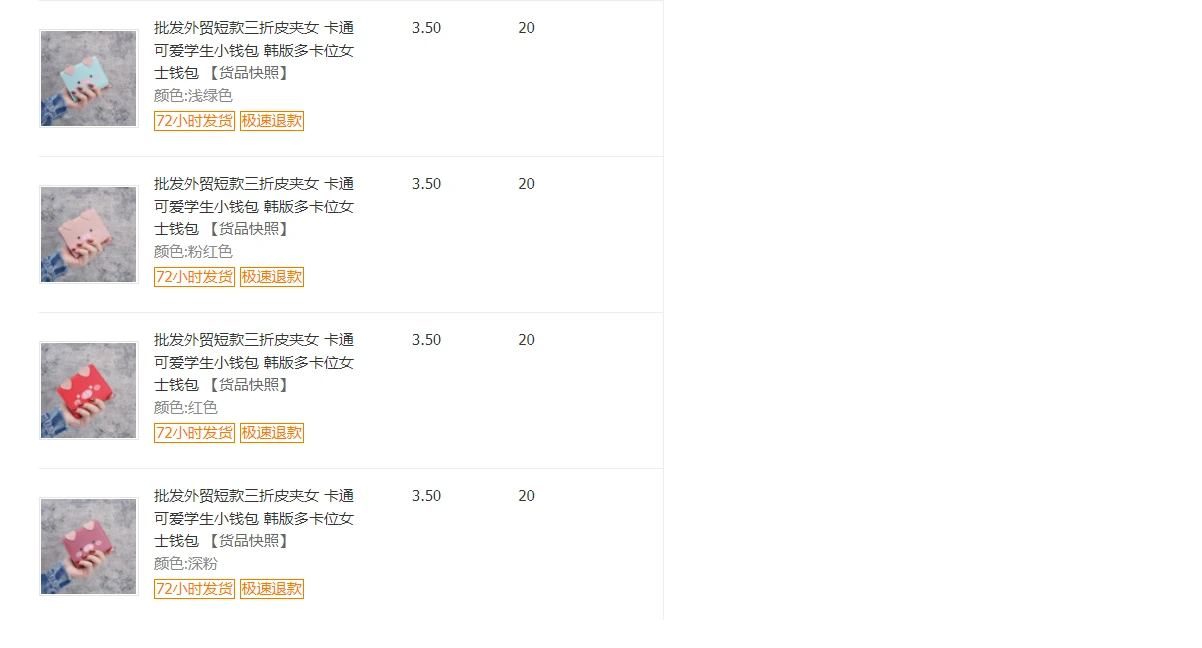 批发外贸短款三折皮夹女 卡通 3.50 20
可爱学生小钱包 韩版多卡位女
士钱包 【货品快照】
颜色:浅绿色
72小时发货 极速退款
批发外贸短款三折皮夹女 卡通 3.50 20
可爱学生小钱包 韩版多卡位女
士钱包 【货品快照】
颜色:粉红色
72小时发货 极速退款
批发外贸短款三折皮夹女 卡通 3.50 20
可爱学生小钱包 韩版多卡位女
士钱包 【货品快照】
颜色:红色
72小时发货 极速退款
批发外贸短款三折皮夹女 卡通 3.50 20
可爱学生小钱包 韩版多卡位女
士钱包 【货品快照】
颜色:深粉
72小时发货 极速退款